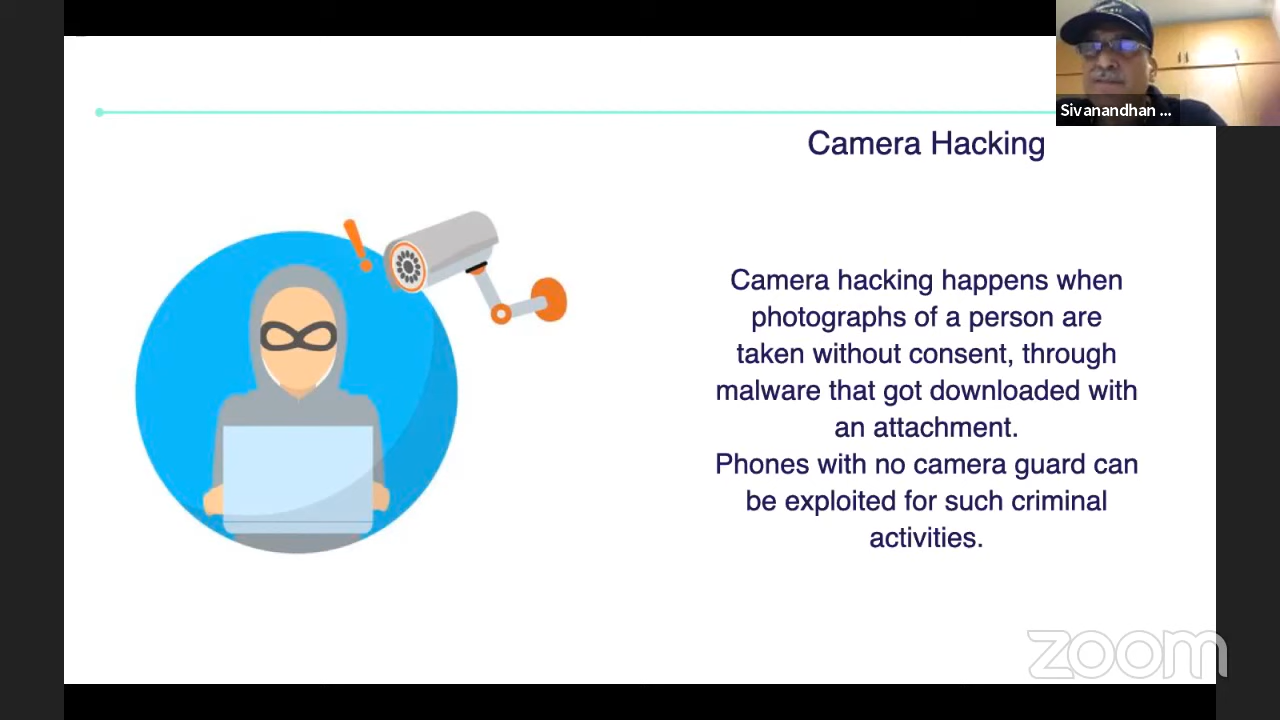 Sivanandhan ...
Camera Hacking
Camera hacking happens when
photographs of a person are
taken without consent, through
malware that got downloaded with
an attachment.
Phones with no camera guard can
be exploited for such criminal
activities.
zoom